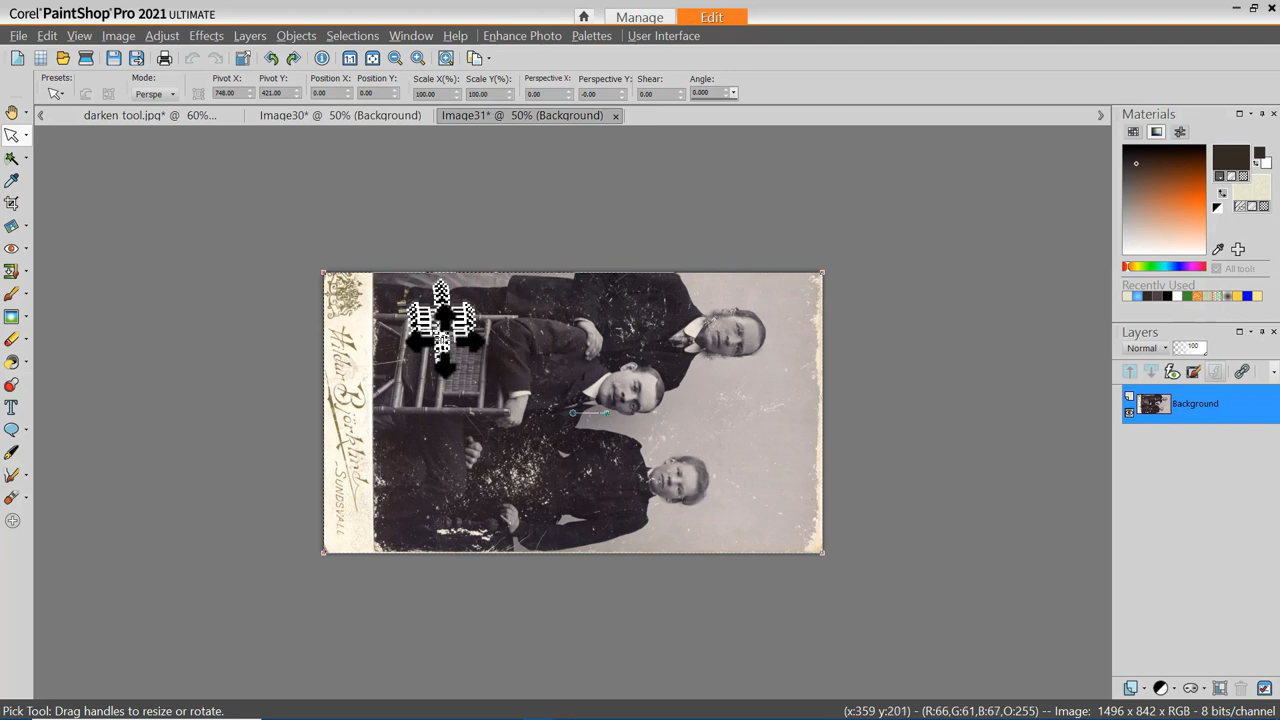 Corel® PaintShop® Pro 2021 ULTIMATE
Manage
Edit
File Edit View Image Adjust Effects Layers Objects Selections Window Help Enhance Photo Palettes User Interface
Presets: Mode: Pivot X: Pivot Y: Position X: Position Y: Scale X(%): Scale Y(%): Perspective X: Perspective Y: Shear: Angle:
Perspe 748.00 421.00 0.00 0.00 100.00 100.00 0.00 -0.00 0.00 0.000
darken tool.jpg* @ 60%...
Image30* @ 50% (Background)
Image31* @ 50% (Background)
Materials
All tools
Recently Used
Layers
Normal 100
Background
Hildur Björklind
SUNDSVALL
Pick Tool: Drag handles to resize or rotate.
(x:359 y:201) -- (R:66,G:61,B:67,O:255) -- Image: 1496 x 842 x RGB - 8 bits/channel